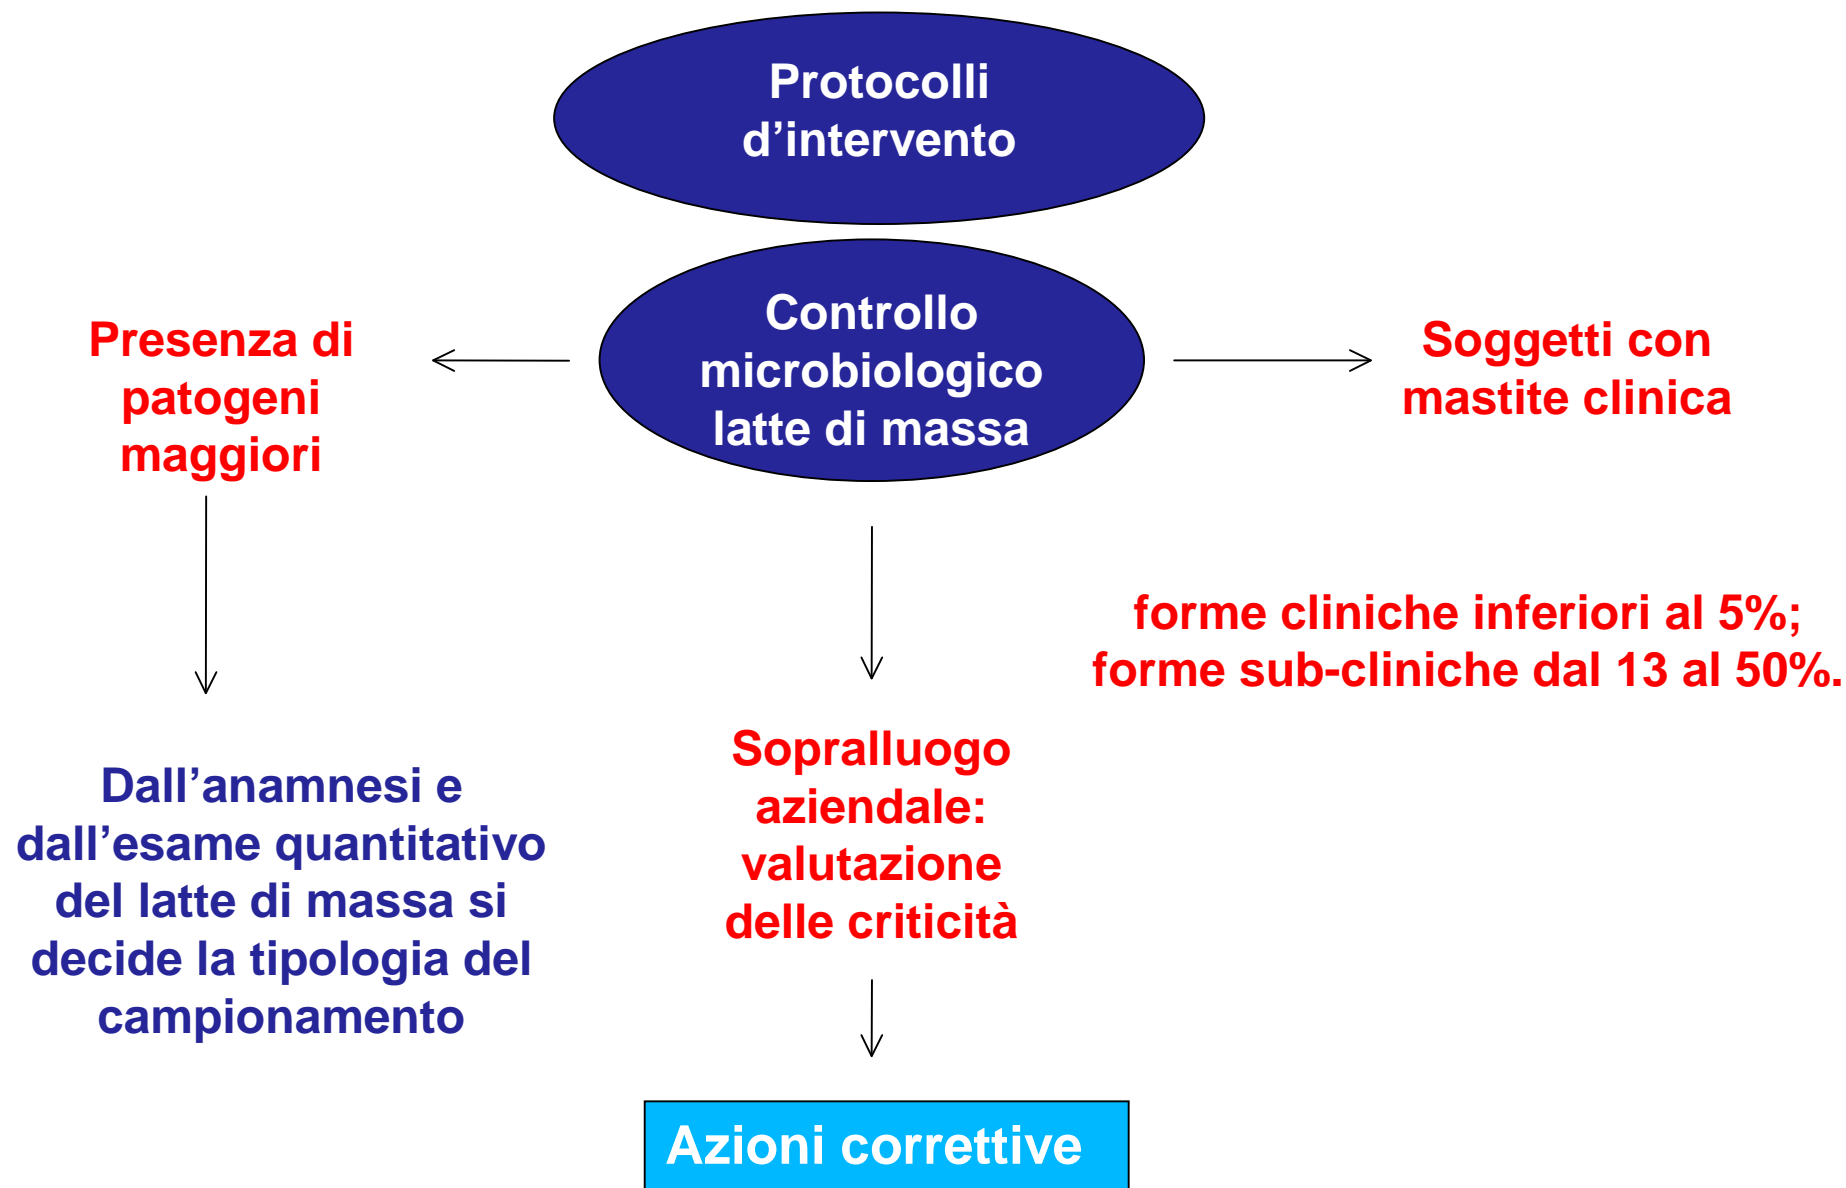 Protocolli
d’intervento
Controllo
microbiologico
latte di massa
Presenza di
patogeni
maggiori
Soggetti con
mastite clinica
forme cliniche inferiori al 5%;
forme sub-cliniche dal 13 al 50%.
Dall’anamnesi e
dall’esame quantitativo
del latte di massa si
decide la tipologia del
campionamento
Sopralluogo
aziendale:
valutazione
delle criticità
Azioni correttive